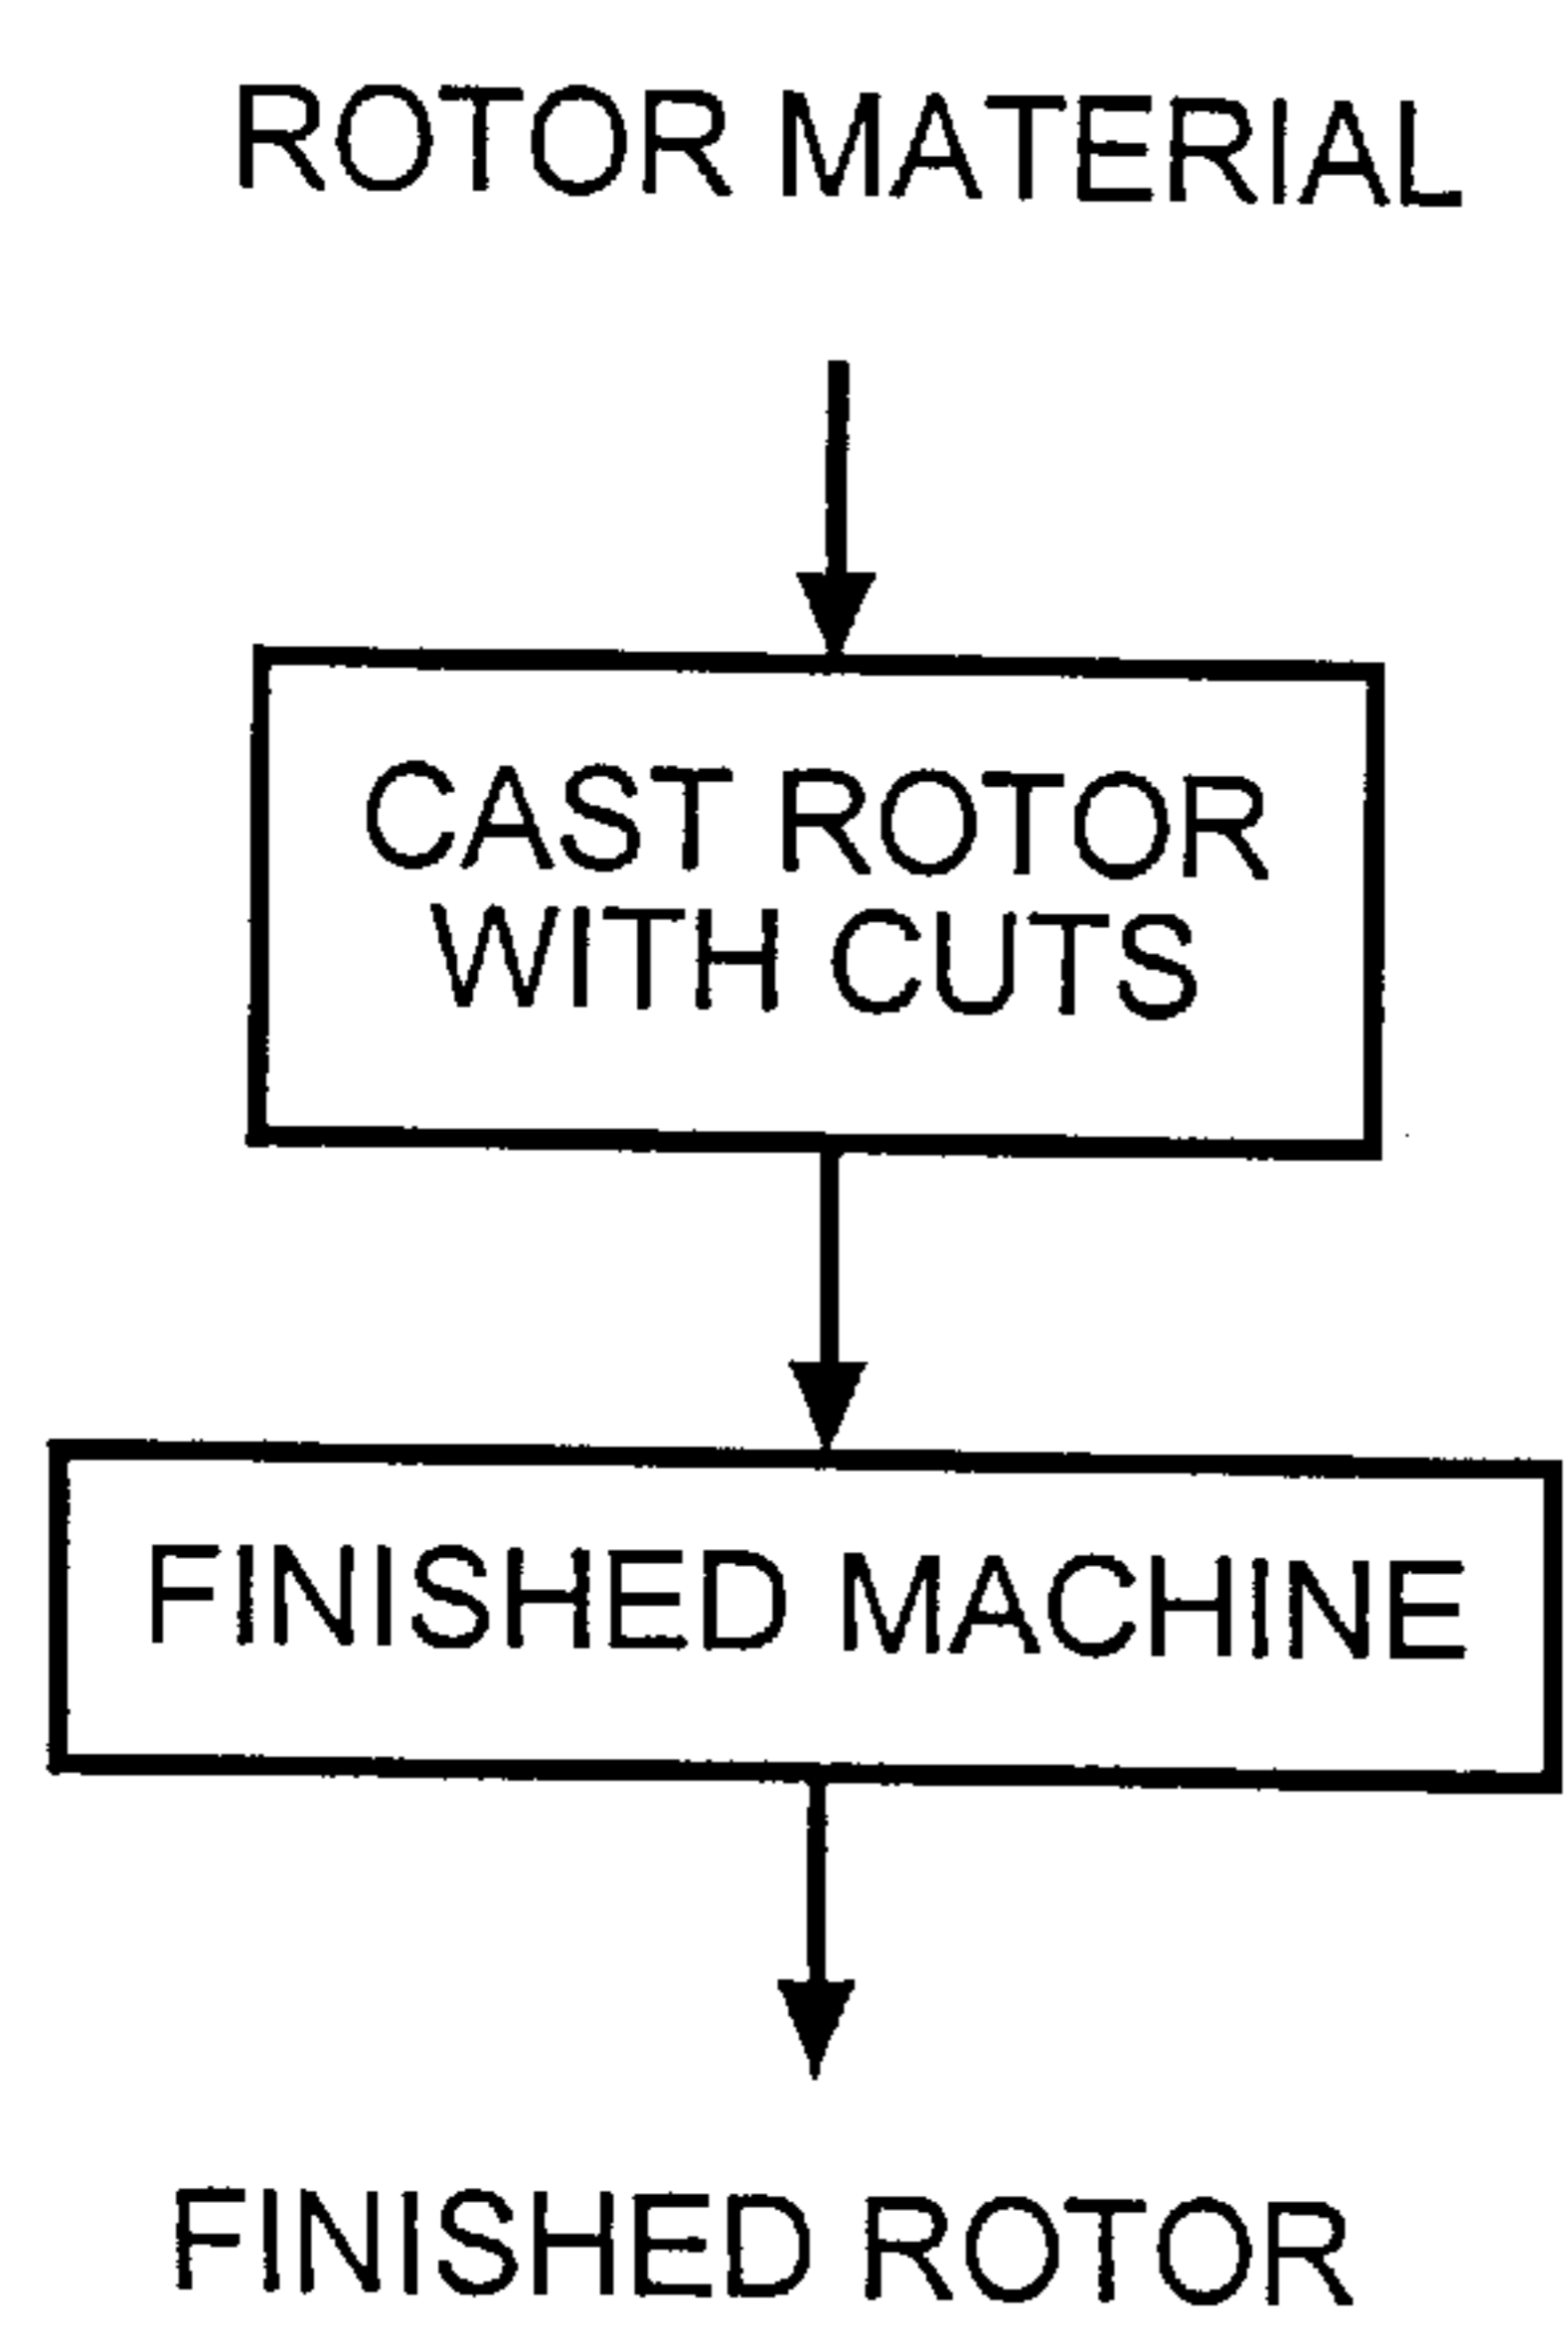 ROTOR MATERIAL
CAST ROTOR
WITH CUTS
FINISHED MACHINE
FINISHED ROTOR